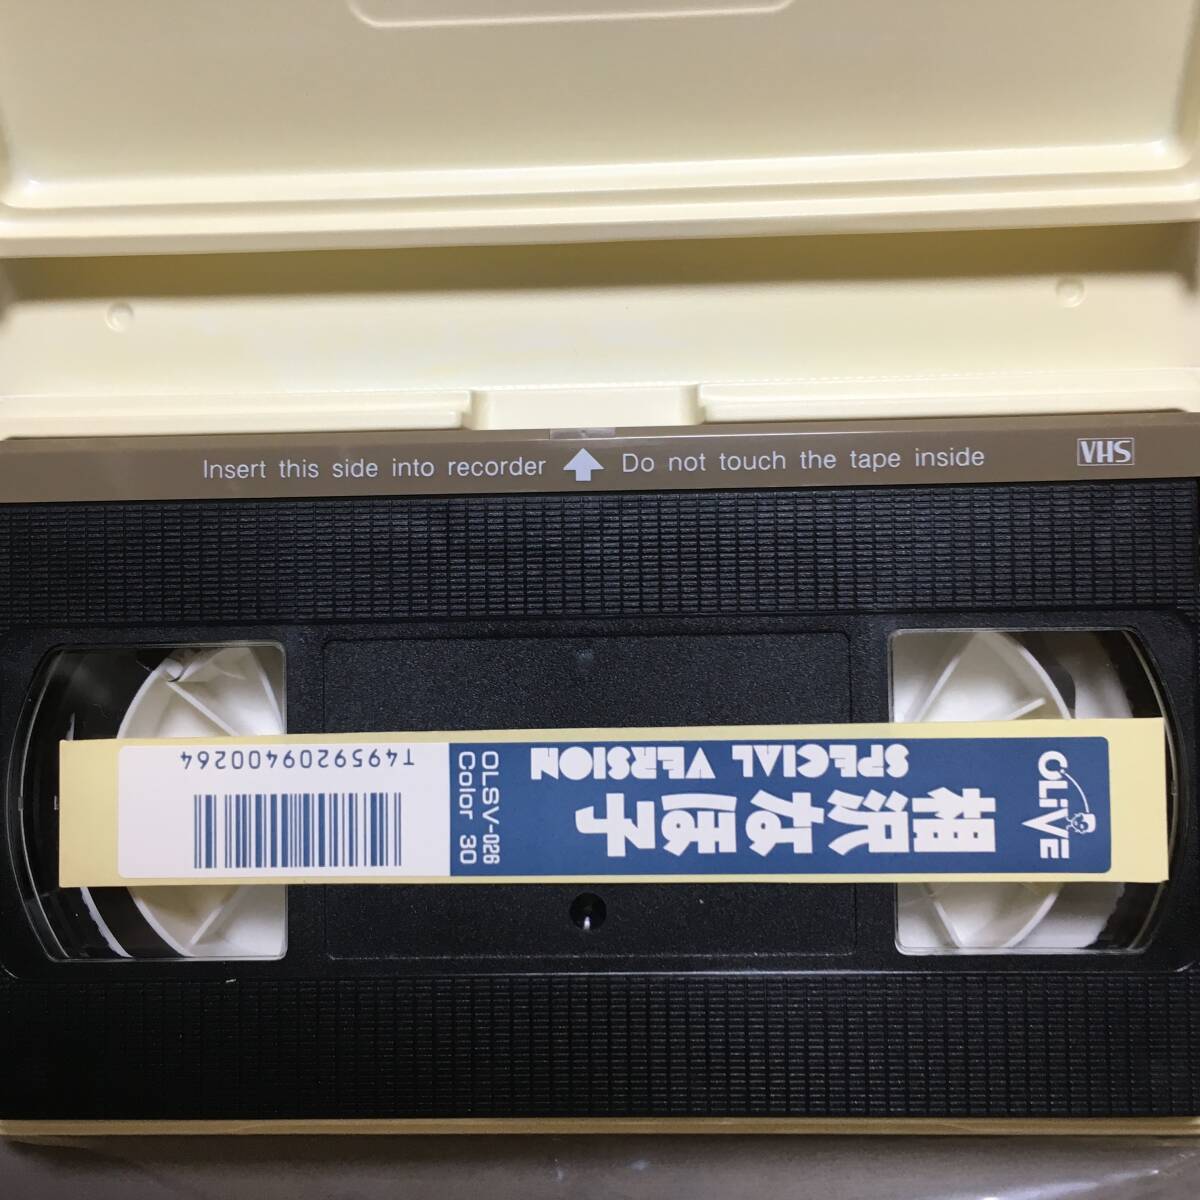 Insert this side into recorder Do not touch the tape inside
VHS
OLiVE
相沢なほ子
SPECIAL VERSION
OLSV-026
Color 30
T4959209400264